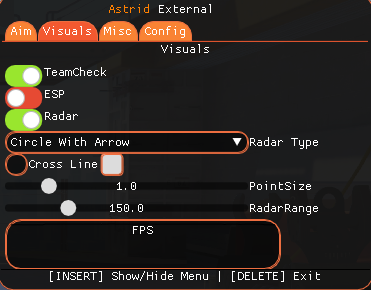 Astrid External
Aim Visuals Misc Config
Visuals
TeamCheck
ESP
Radar
Circle With Arrow Radar Type
Cross Line
1.0 PointSize
150.0 RadarRange
FPS
[INSERT] Show/Hide Menu | [DELETE] Exit